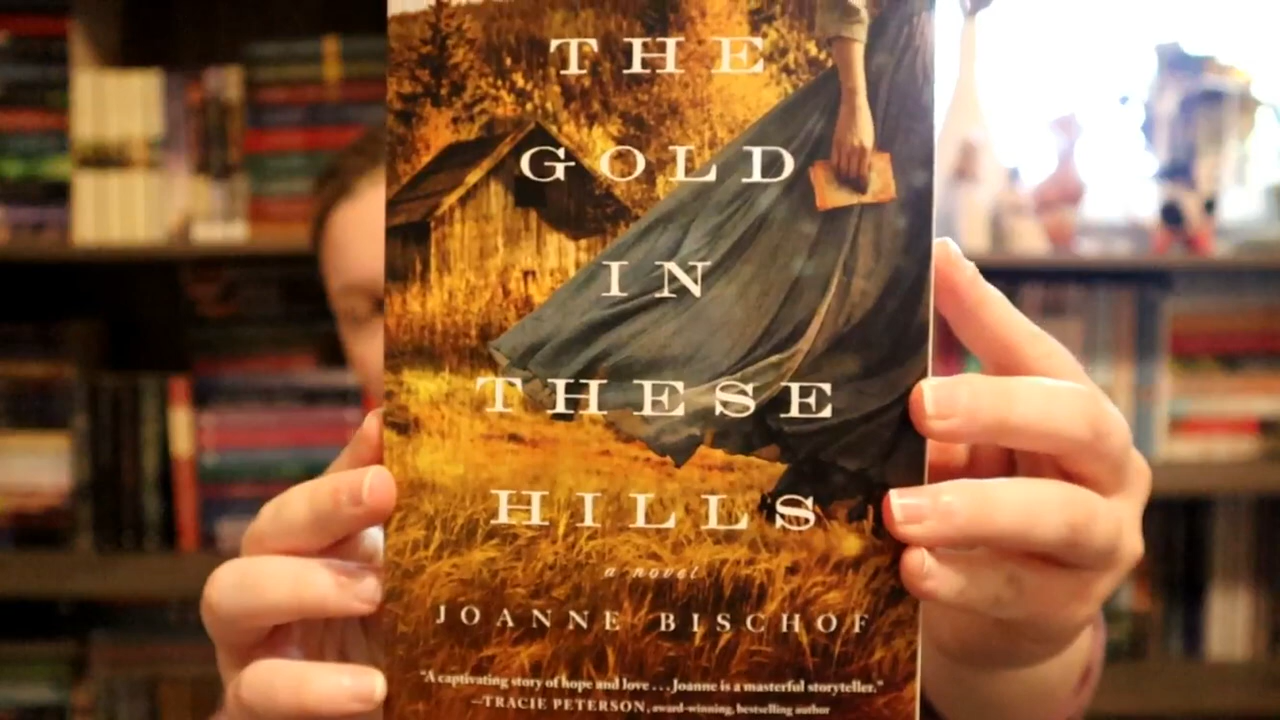 THE
GOLD
IN
THESE
HILLS
a novel
JOANNE BISCHOF
"A captivating story of hope and love...Joanne is a masterful storyteller."
—TRACIE PETERSON, award-winning, bestselling author